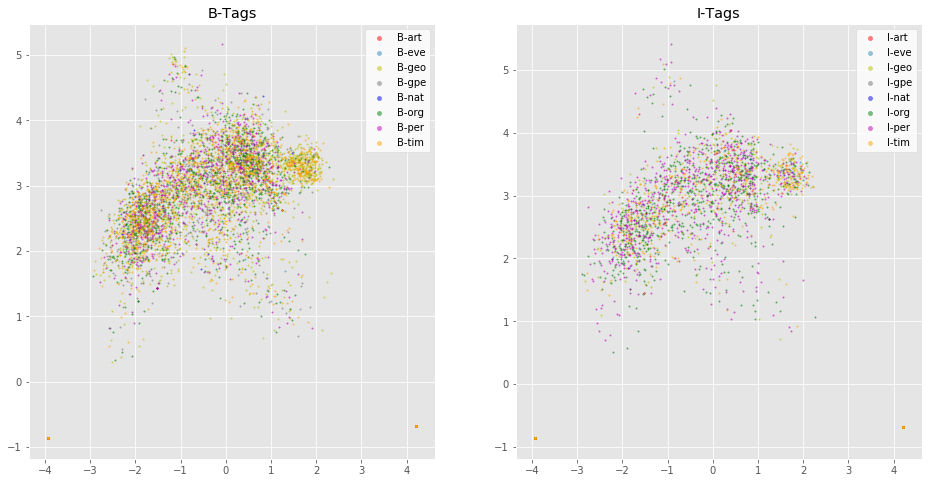 B-Tags
B-art
B-eve
B-geo
B-gpe
B-nat
B-org
B-per
B-tim
5
4
3
2
1
0
−1
−4 −3 −2 −1 0 1 2 3 4
I-Tags
I-art
I-eve
I-geo
I-gpe
I-nat
I-org
I-per
I-tim
5
4
3
2
1
0
−1
−4 −3 −2 −1 0 1 2 3 4